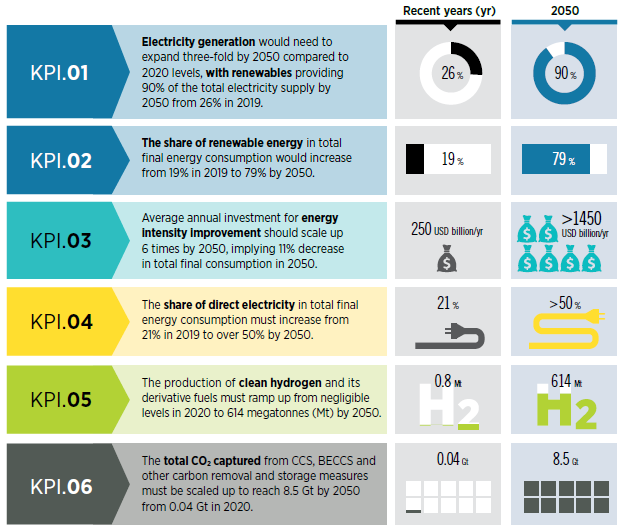 Recent years (yr)
2050
KPI.01
Electricity generation would need to
expand three-fold by 2050 compared to
2020 levels, with renewables providing
90% of the total electricity supply by
2050 from 26% in 2019.
26 %
90 %
KPI.02
The share of renewable energy in total
final energy consumption would increase
from 19% in 2019 to 79% by 2050.
19 %
79 %
KPI.03
Average annual investment for energy
intensity improvement should scale up
6 times by 2050, implying 11% decrease
in total final consumption in 2050.
250 USD billion/yr
$
>1450
USD billion/yr
$ $
$ $ $ $
KPI.04
The share of direct electricity in total final
energy consumption must increase from
21% in 2019 to over 50% by 2050.
21 %
>50 %
KPI.05
The production of clean hydrogen and its
derivative fuels must ramp up from negligible
levels in 2020 to 614 megatonnes (Mt) by 2050.
0.8 Mt
H2
614 Mt
H2
KPI.06
The total CO₂ captured from CCS, BECCS and
other carbon removal and storage measures
must be scaled up to reach 8.5 Gt by 2050
from 0.04 Gt in 2020.
0.04 Gt
8.5 Gt